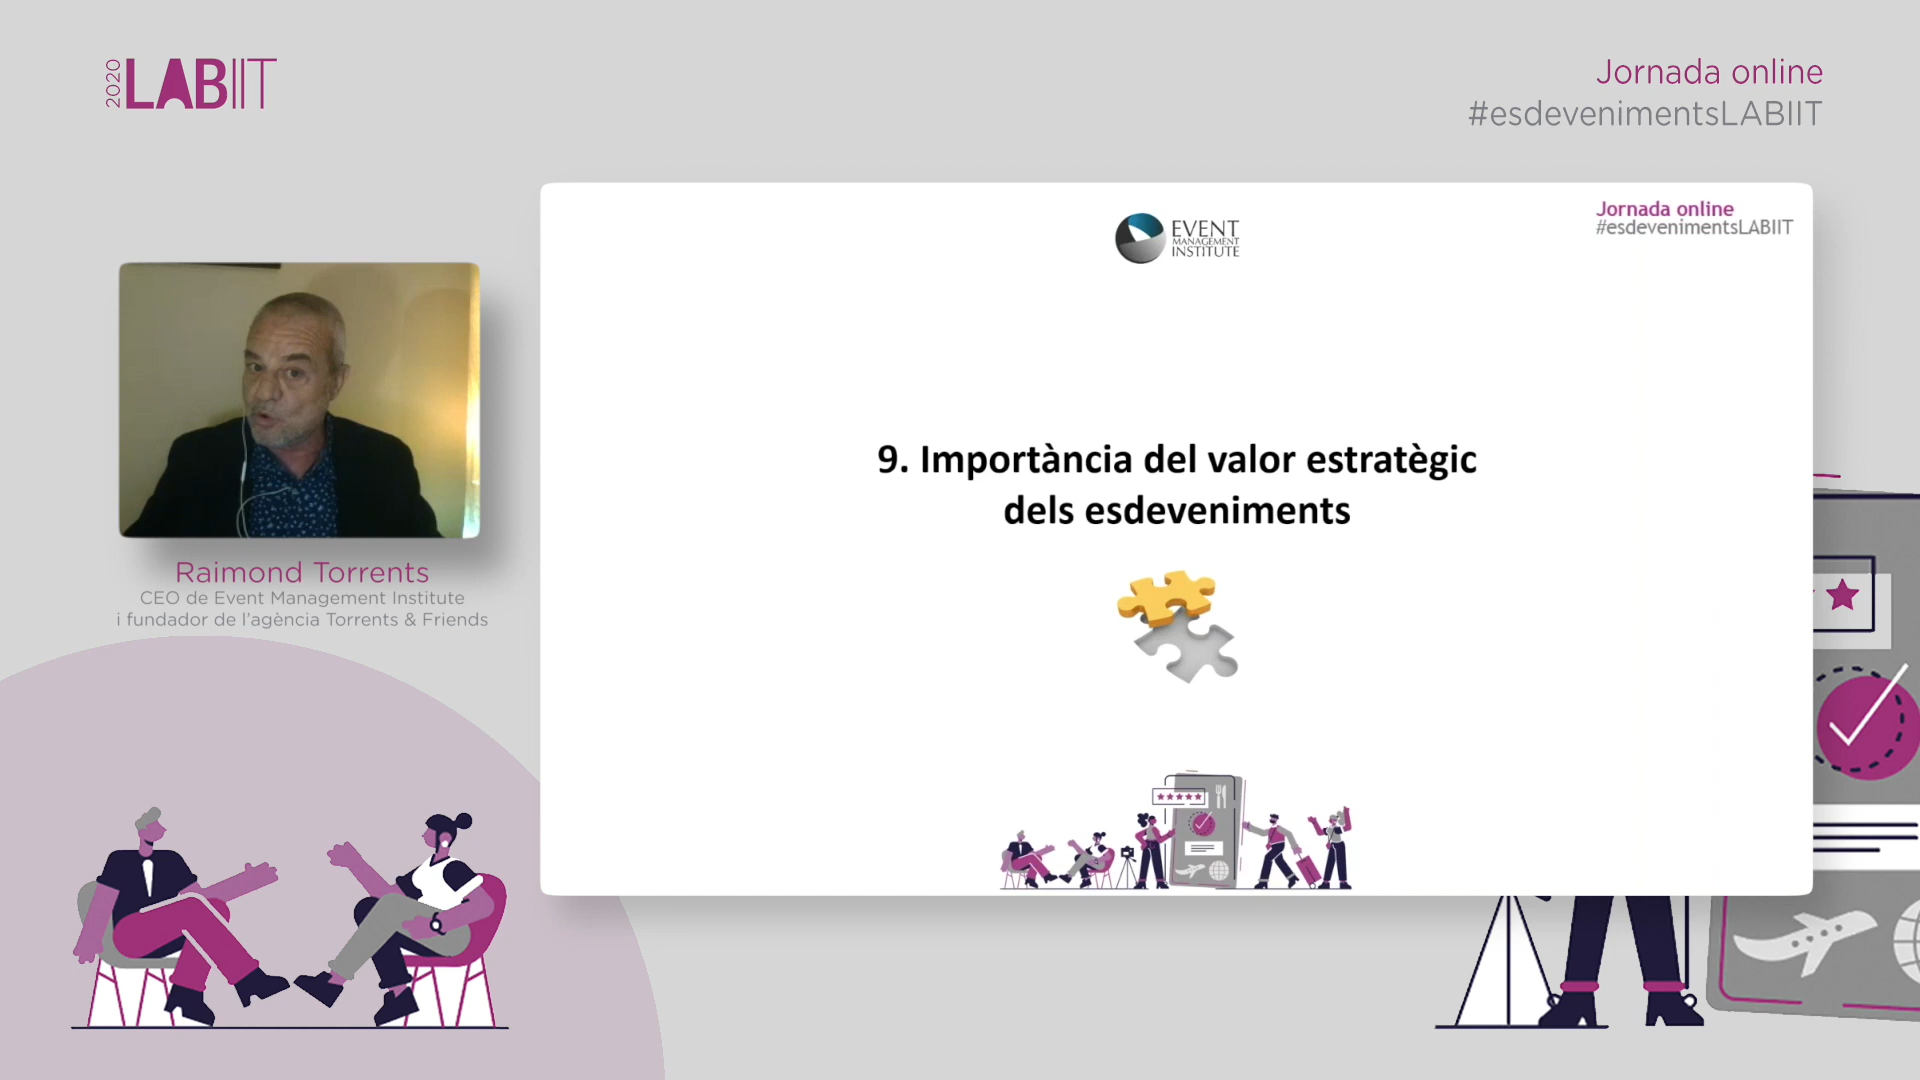 2020 LABIIT
Jornada online
#esdevenimentsLABIIT
EVENT
MANAGEMENT
INSTITUTE
Jornada online
#esdevenimentsLABIIT
9. Importància del valor estratègic
dels esdeveniments
Raimond Torrents
CEO de Event Management Institute
i fundador de l'agència Torrents & Friends